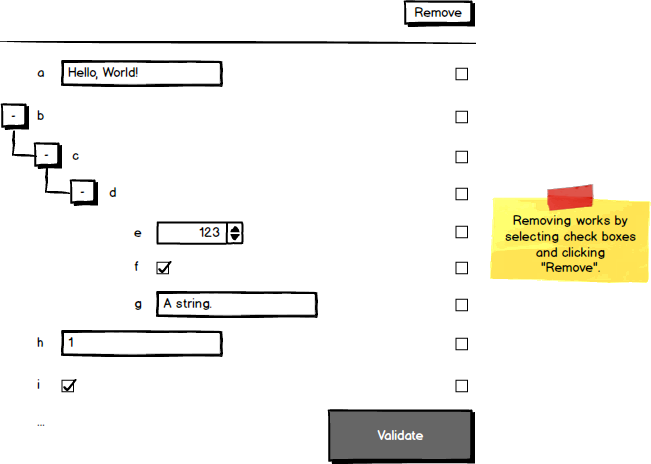 Remove
a Hello, World!
- b
- c
- d
e 123
f
g A string.
h 1
i
...
Validate
Removing works by
selecting check boxes
and clicking
"Remove".